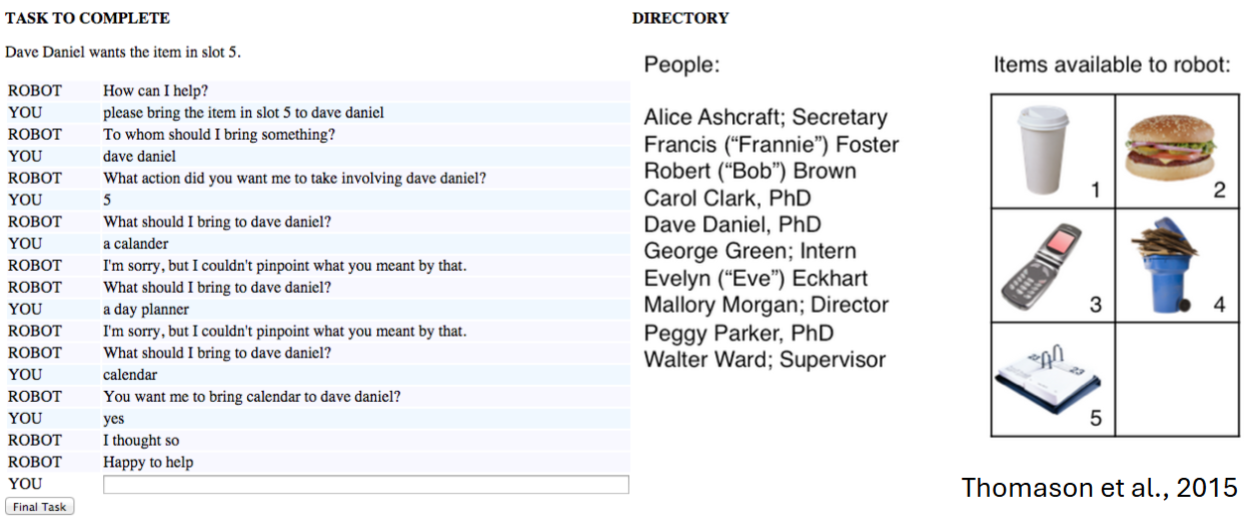 TASK TO COMPLETE
Dave Daniel wants the item in slot 5.
ROBOT How can I help?
YOU please bring the item in slot 5 to dave daniel
ROBOT To whom should I bring something?
YOU dave daniel
ROBOT What action did you want me to take involving dave daniel?
YOU 5
ROBOT What should I bring to dave daniel?
YOU a calander
ROBOT I'm sorry, but I couldn't pinpoint what you meant by that.
ROBOT What should I bring to dave daniel?
YOU a day planner
ROBOT I'm sorry, but I couldn't pinpoint what you meant by that.
ROBOT What should I bring to dave daniel?
YOU calendar
ROBOT You want me to bring calendar to dave daniel?
YOU yes
ROBOT I thought so
ROBOT Happy to help
YOU
Final Task
DIRECTORY
People:
Alice Ashcraft; Secretary
Francis (“Frannie”) Foster
Robert (“Bob”) Brown
Carol Clark, PhD
Dave Daniel, PhD
George Green; Intern
Evelyn (“Eve”) Eckhart
Mallory Morgan; Director
Peggy Parker, PhD
Walter Ward; Supervisor
Items available to robot:
1
2
3
4
23
5
Thomason et al., 2015